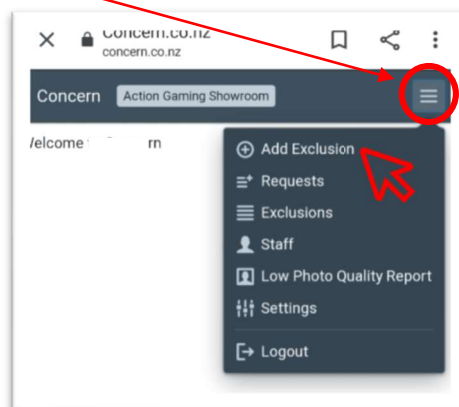 concern.co.nz
Concern Action Gaming Showroom
Add Exclusion
Requests
Exclusions
Staff
Low Photo Quality Report
Settings
Logout